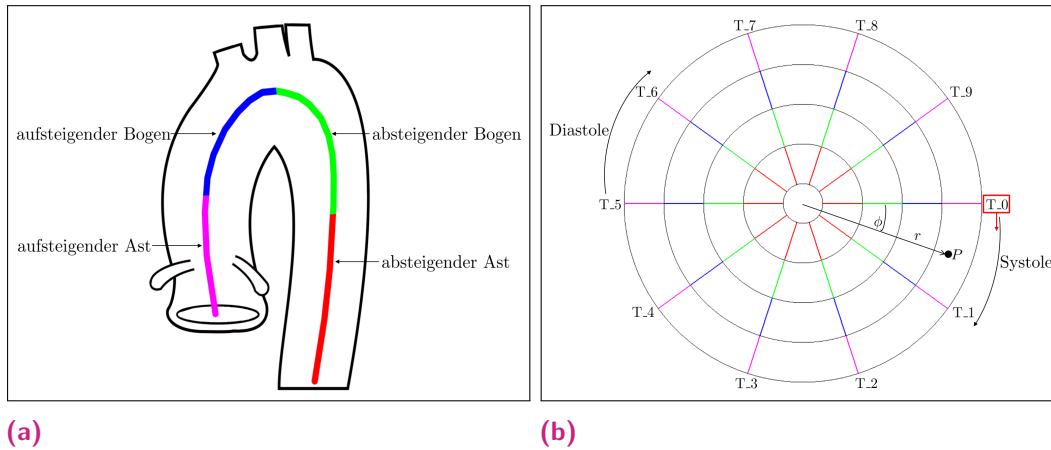 aufsteigender Bogen
absteigender Bogen
aufsteigender Ast
absteigender Ast
(a)
T_7
T_8
T_6
T_9
Diastole
T_5
T_0
ϕ
r
P
Systole
T_4
T_1
T_3
T_2
(b)